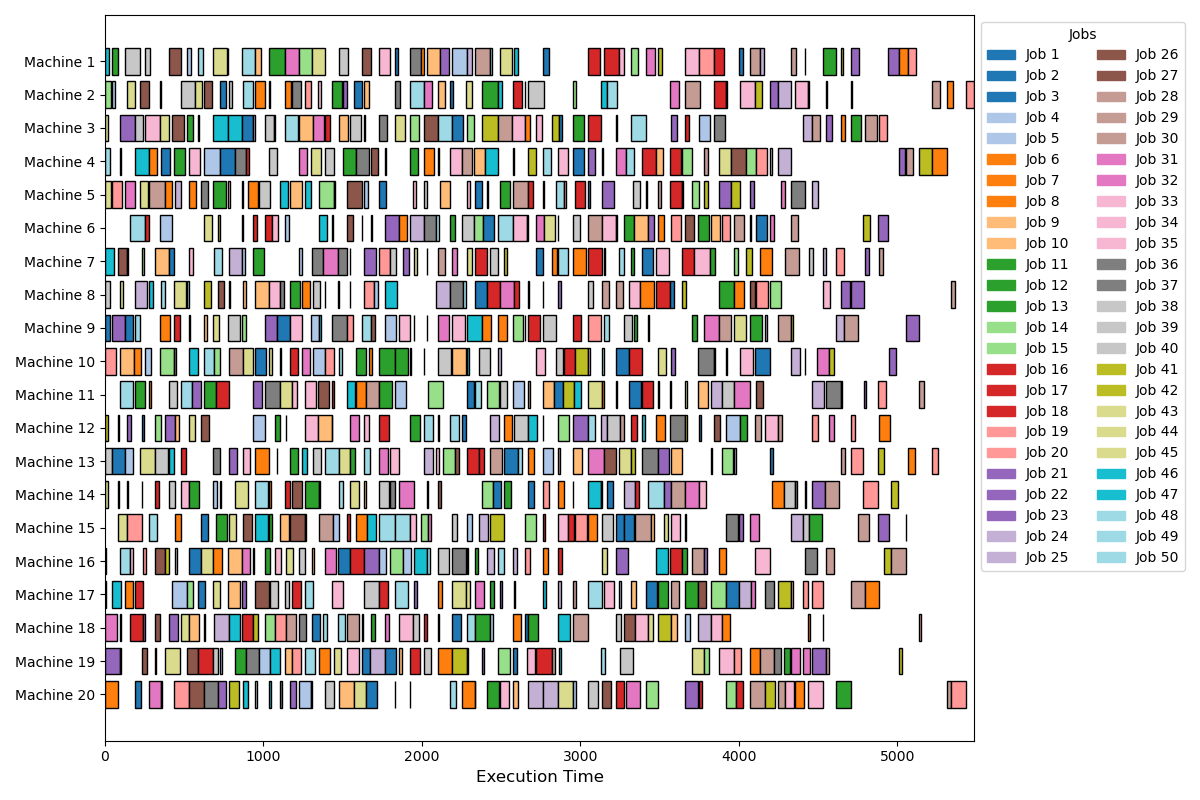 Machine 1
Machine 2
Machine 3
Machine 4
Machine 5
Machine 6
Machine 7
Machine 8
Machine 9
Machine 10
Machine 11
Machine 12
Machine 13
Machine 14
Machine 15
Machine 16
Machine 17
Machine 18
Machine 19
Machine 20
0 1000 2000 3000 4000 5000
Execution Time
Jobs
Job 1 Job 26
Job 2 Job 27
Job 3 Job 28
Job 4 Job 29
Job 5 Job 30
Job 6 Job 31
Job 7 Job 32
Job 8 Job 33
Job 9 Job 34
Job 10 Job 35
Job 11 Job 36
Job 12 Job 37
Job 13 Job 38
Job 14 Job 39
Job 15 Job 40
Job 16 Job 41
Job 17 Job 42
Job 18 Job 43
Job 19 Job 44
Job 20 Job 45
Job 21 Job 46
Job 22 Job 47
Job 23 Job 48
Job 24 Job 49
Job 25 Job 50